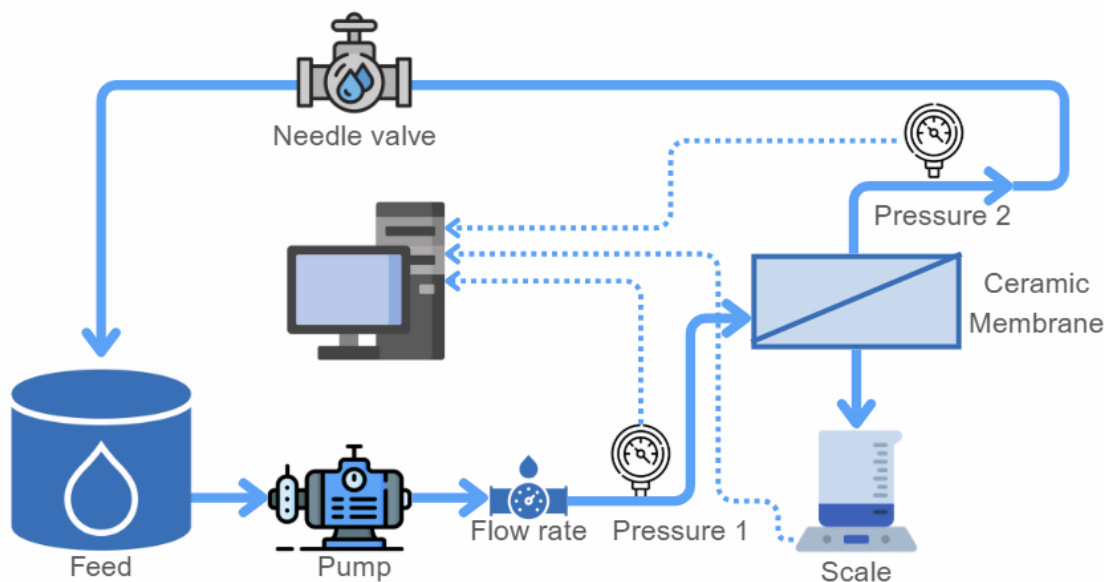 Needle valve
Pressure 2
Ceramic
Membrane
Flow rate
Pressure 1
Feed
Pump
Scale